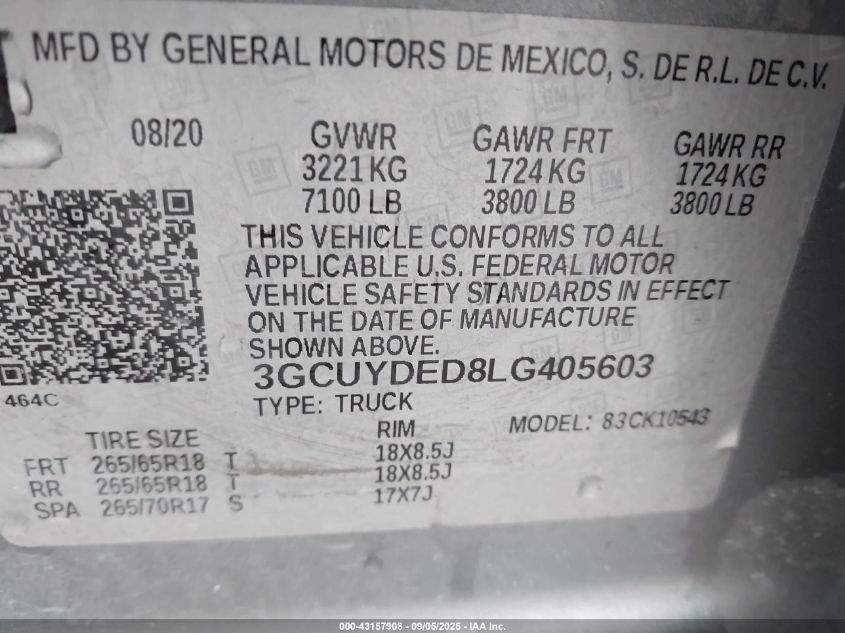 MFD BY GENERAL MOTORS DE MEXICO, S. DE R.L. DE C.V.
08/20 GVWR GAWR FRT GAWR RR
3221 KG 1724 KG 1724 KG
7100 LB 3800 LB 3800 LB
THIS VEHICLE CONFORMS TO ALL
APPLICABLE U.S. FEDERAL MOTOR
VEHICLE SAFETY STANDARDS IN EFFECT
ON THE DATE OF MANUFACTURE
SHOWN ABOVE.
3GCUYDED8LG405603
464C
TYPE: TRUCK
MODEL: 83CK10543
TIRE SIZE RIM
FRT 265/65R18 T 18X8.5J
RR 265/65R18 T 18X8.5J
SPA 265/70R17 S 17X7J
000-43157908 - 09/05/2025 - IAA Inc.